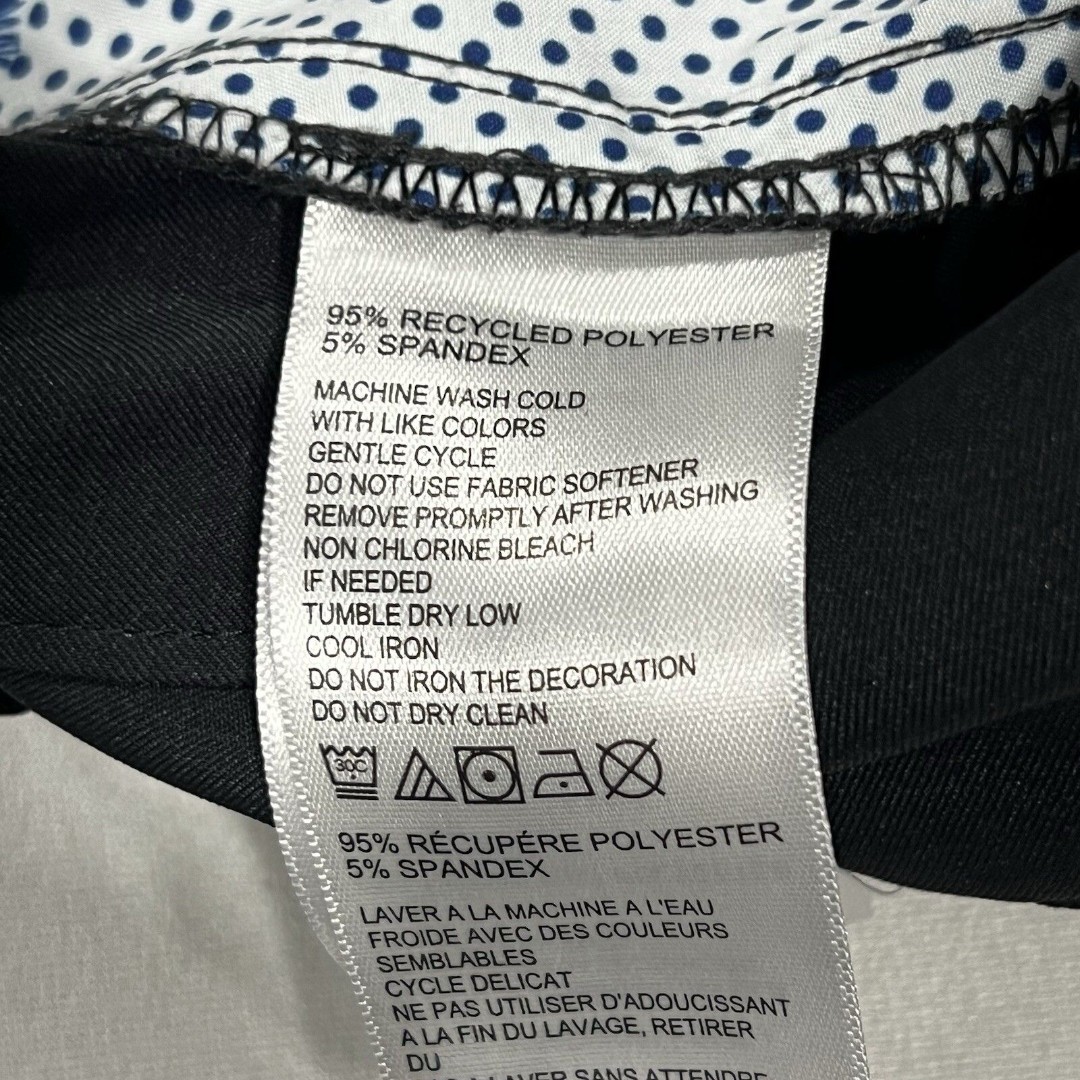 95% RECYCLED POLYESTER
5% SPANDEX
MACHINE WASH COLD
WITH LIKE COLORS
GENTLE CYCLE
DO NOT USE FABRIC SOFTENER
REMOVE PROMPTLY AFTER WASHING
NON CHLORINE BLEACH
IF NEEDED
TUMBLE DRY LOW
COOL IRON
DO NOT IRON THE DECORATION
DO NOT DRY CLEAN
30C
95% RÉCUPÉRE POLYESTER
5% SPANDEX
LAVER A LA MACHINE A L'EAU
FROIDE AVEC DES COULEURS
SEMBLABLES
CYCLE DELICAT
NE PAS UTILISER D'ADOUCISSANT
A LA FIN DU LAVAGE, RETIRER
DU
LAVER SANS ATTENDRE